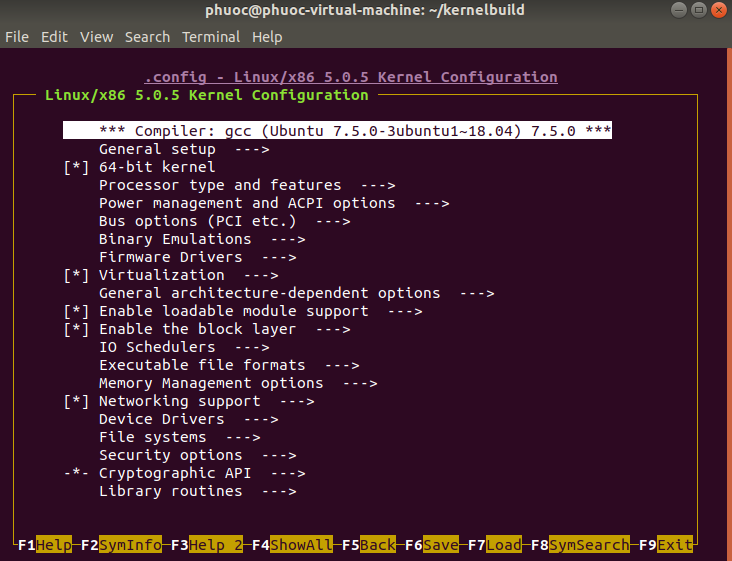 phuoc@phuoc-virtual-machine: ~/kernelbuild
File Edit View Search Terminal Help
.config - Linux/x86 5.0.5 Kernel Configuration
Linux/x86 5.0.5 Kernel Configuration
*** Compiler: gcc (Ubuntu 7.5.0-3ubuntu1~18.04) 7.5.0 ***
General setup --->
[*] 64-bit kernel
Processor type and features --->
Power management and ACPI options --->
Bus options (PCI etc.) --->
Binary Emulations --->
Firmware Drivers --->
[*] Virtualization --->
General architecture-dependent options --->
[*] Enable loadable module support --->
[*] Enable the block layer --->
IO Schedulers --->
Executable file formats --->
Memory Management options --->
[*] Networking support --->
Device Drivers --->
File systems --->
Security options --->
-*- Cryptographic API --->
Library routines --->
F1Help F2SymInfo F3Help 2 F4ShowAll F5Back F6Save F7Load F8SymSearch F9Exit